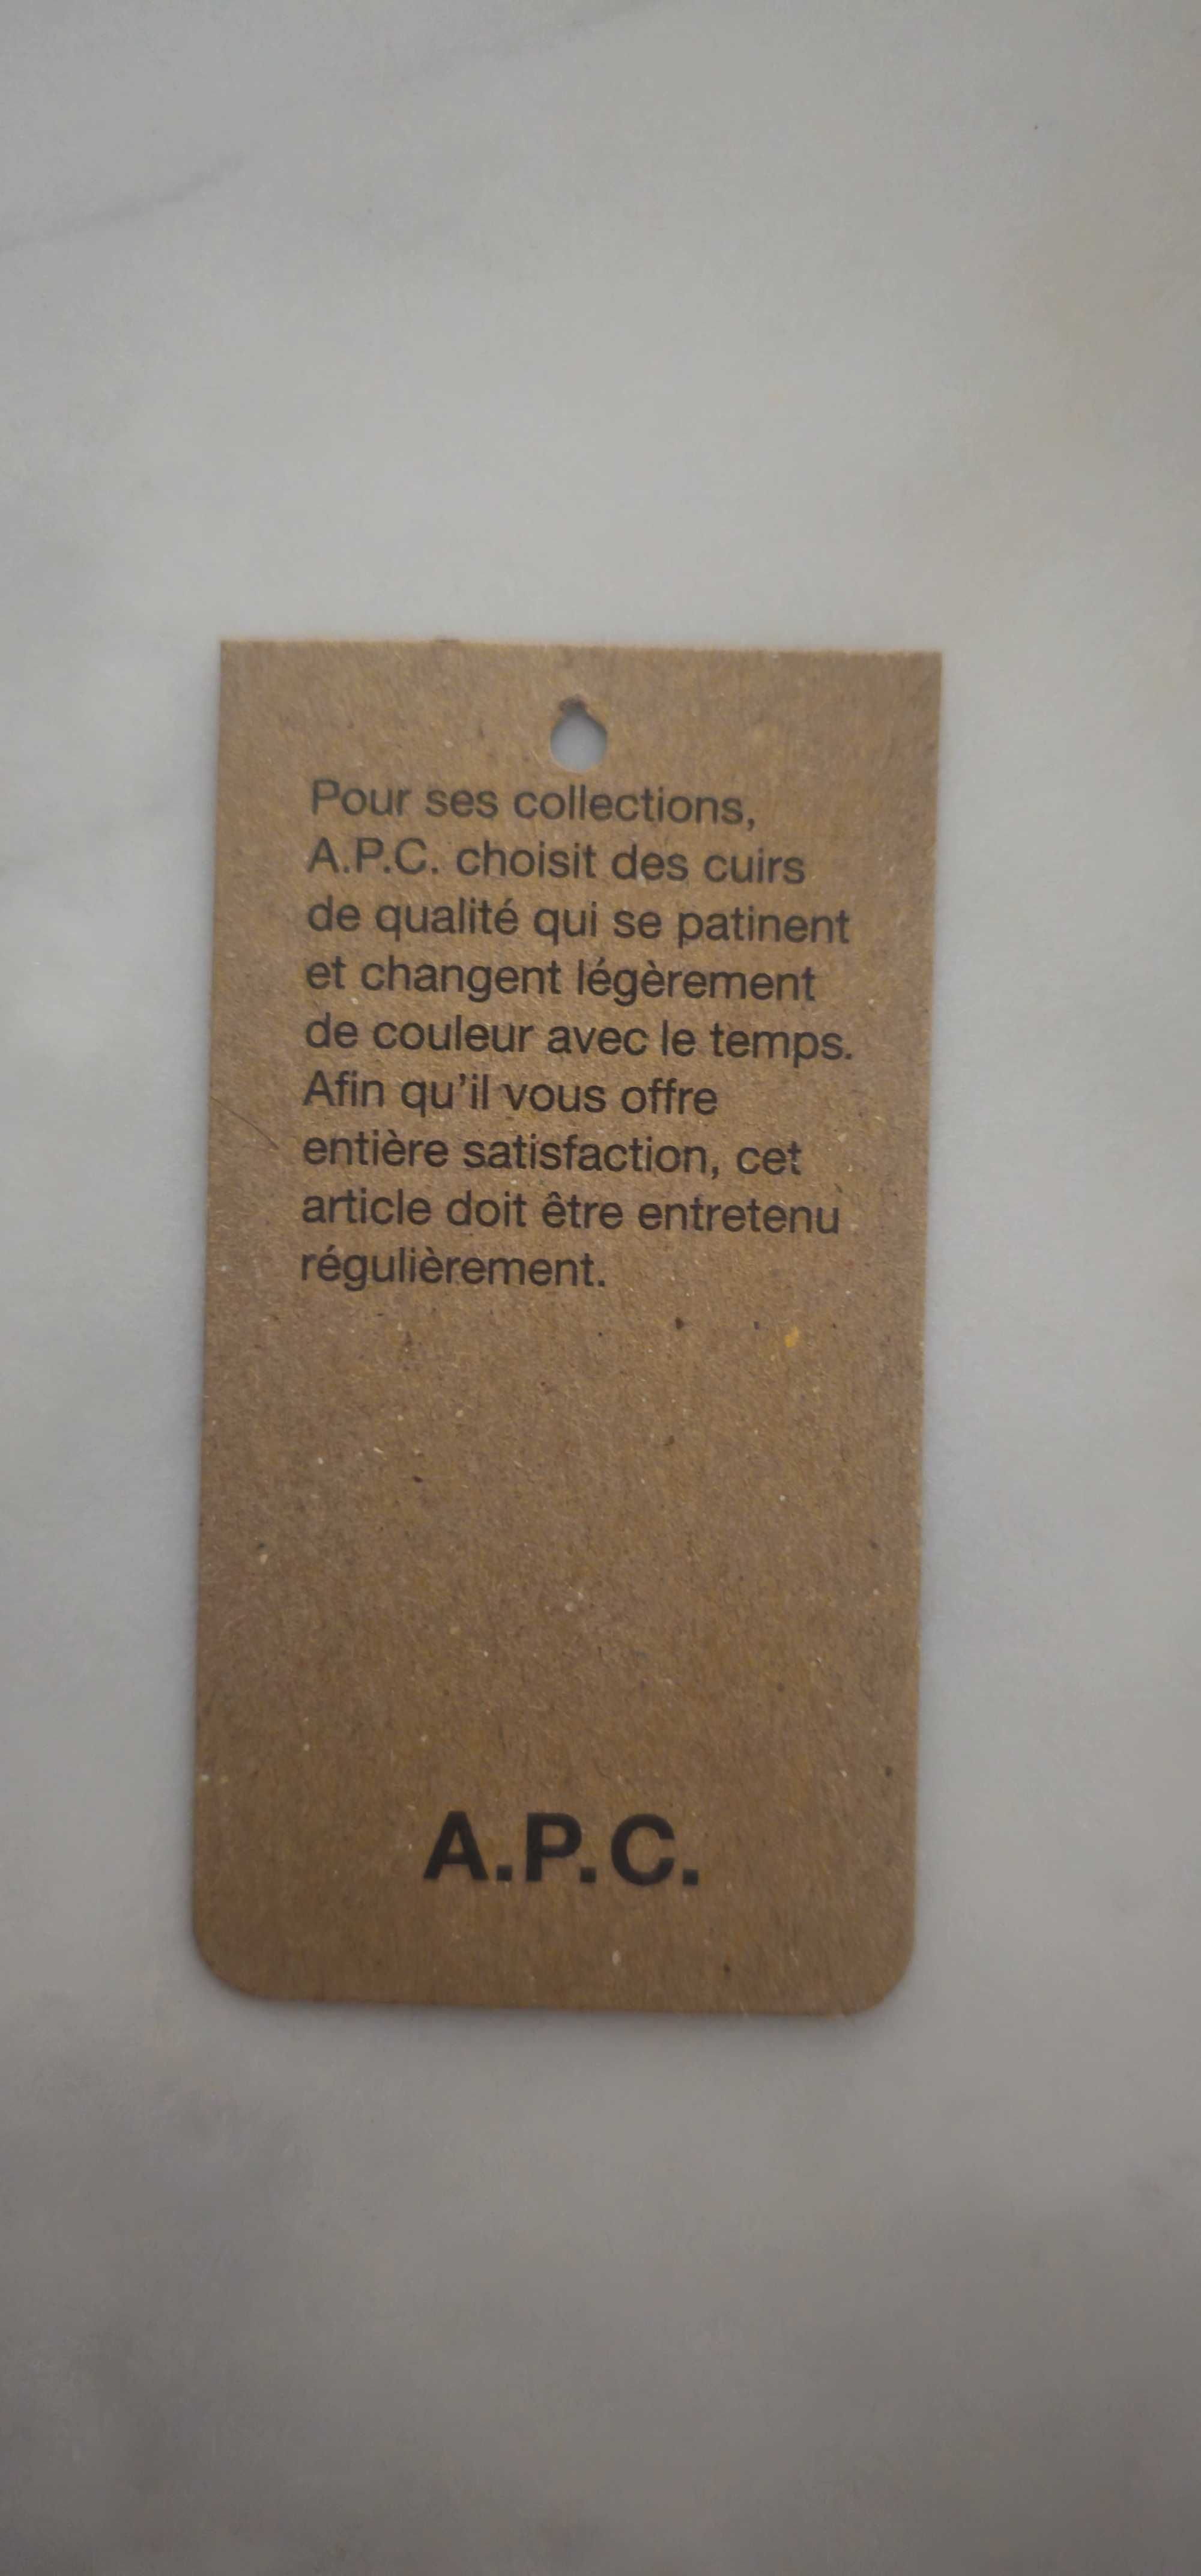 Pour ses collections,
A.P.C. choisit des cuirs
de qualité qui se patinent
et changent légèrement
de couleur avec le temps.
Afin qu'il vous offre
entière satisfaction, cet
article doit être entretenu
régulièrement.
A.P.C.